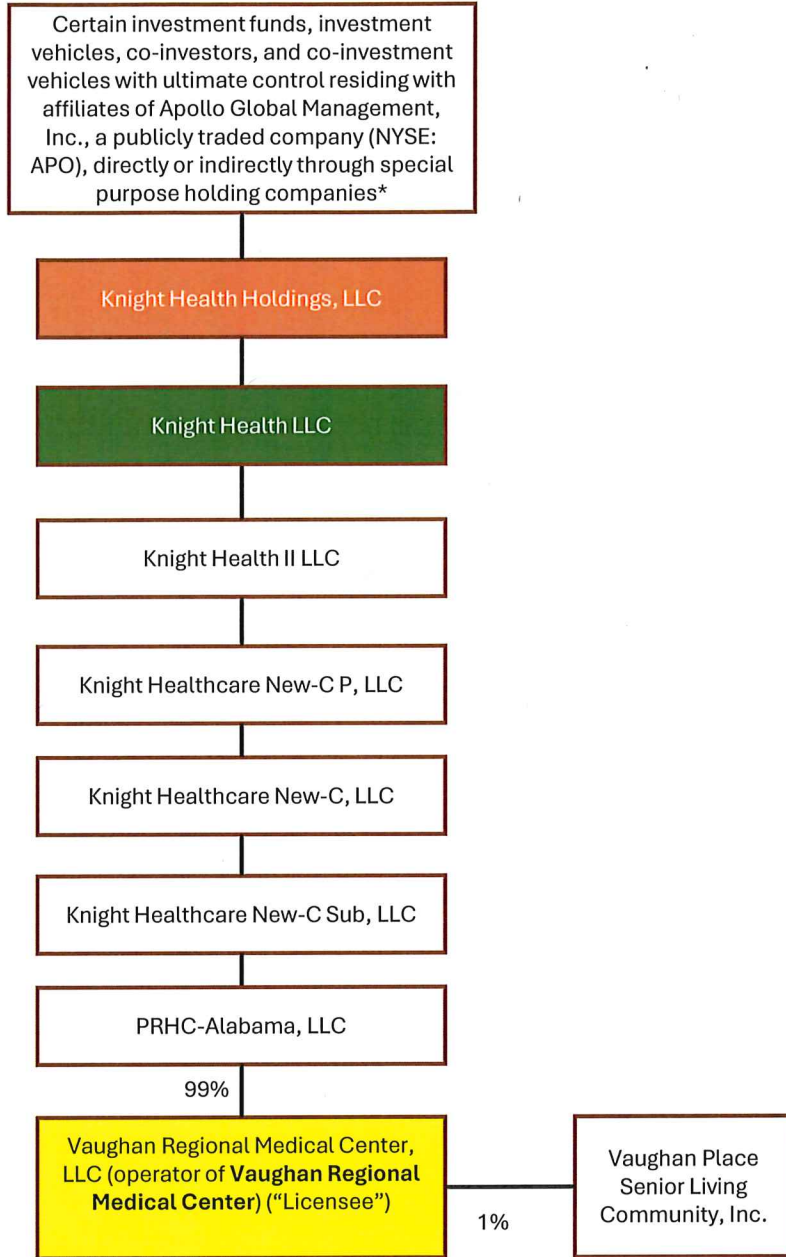 Certain investment funds, investment
vehicles, co-investors, and co-investment
vehicles with ultimate control residing with
affiliates of Apollo Global Management,
Inc., a publicly traded company (NYSE:
APO), directly or indirectly through special
purpose holding companies*
Knight Health Holdings, LLC
Knight Health LLC
Knight Health II LLC
Knight Healthcare New-C P, LLC
Knight Healthcare New-C, LLC
Knight Healthcare New-C Sub, LLC
PRHC-Alabama, LLC
99%
Vaughan Regional Medical Center,
LLC (operator of Vaughan Regional
Medical Center) (“Licensee”)
1%
Vaughan Place
Senior Living
Community, Inc.